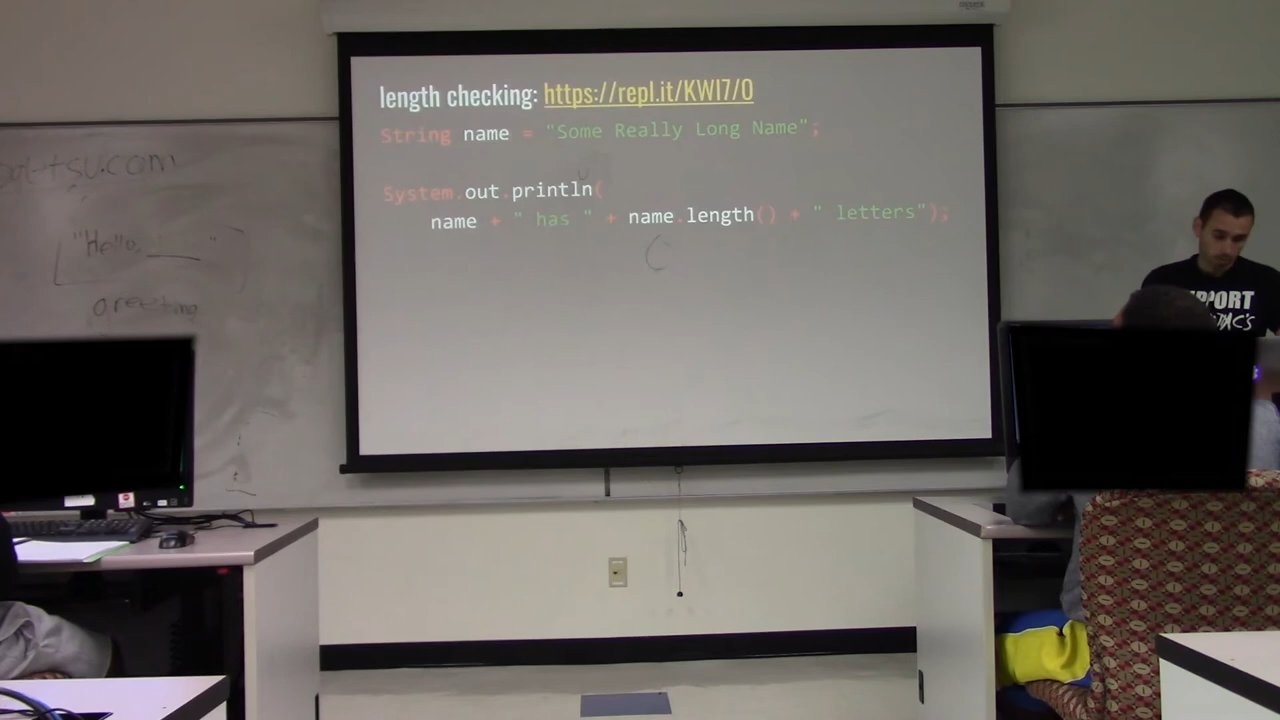 length checking: https://repl.it/KWI7/0
String name = "Some Really Long Name";
System.out.println(
name + " has " + name.length() + " letters");
"Hello, ___ "
greeting